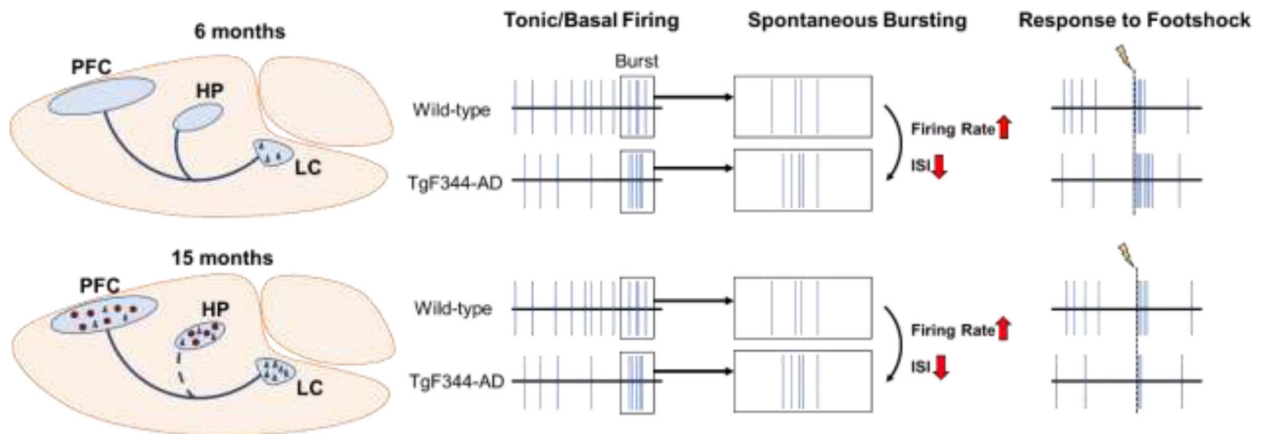 Tonic/Basal Firing
Spontaneous Bursting
Response to Footshock
6 months
PFC
HP
LC
Burst
Wild-type
TgF344-AD
Firing Rate
ISI
15 months
PFC
HP
LC
Wild-type
TgF344-AD
Firing Rate
ISI